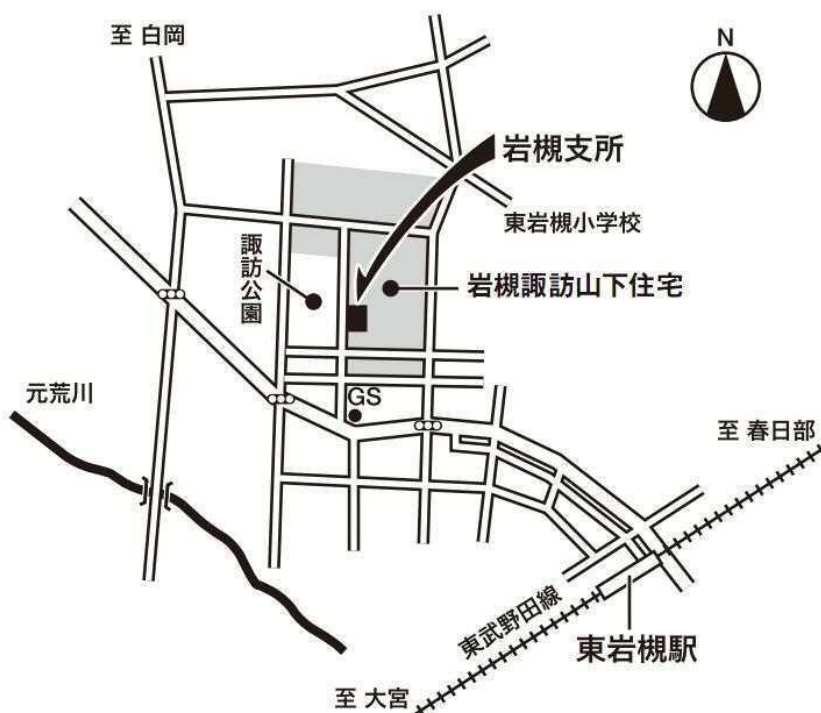 至 白岡
N
岩槻支所
東岩槻小学校
諏訪公園
岩槻諏訪山下住宅
元荒川
GS
至 春日部
東武野田線
東岩槻駅
至 大宮